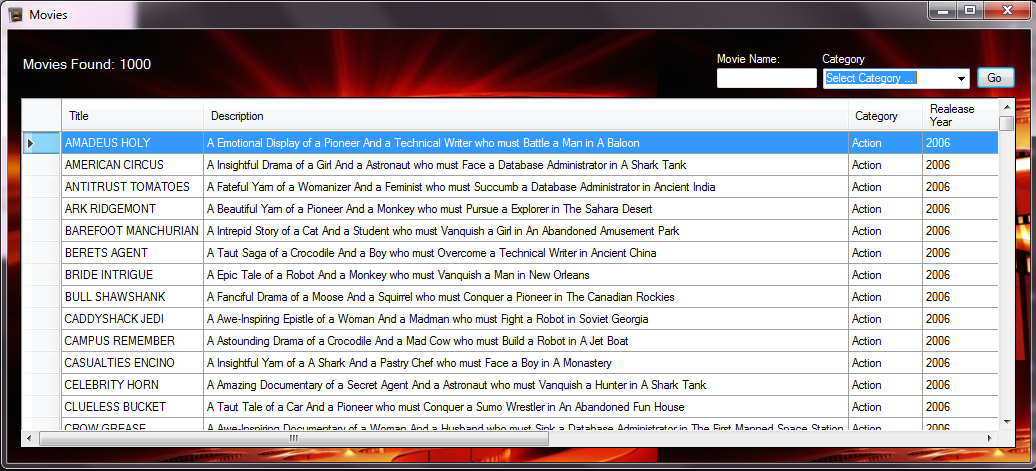 Movies
Movies Found: 1000
Movie Name:
Category
Select Category ...
Go
Title Description Category Realease Year
AMADEUS HOLY A Emotional Display of a Pioneer And a Technical Writer who must Battle a Man in A Baloon Action 2006
AMERICAN CIRCUS A Insightful Drama of a Girl And a Astronaut who must Face a Database Administrator in A Shark Tank Action 2006
ANTITRUST TOMATOES A Fateful Yarn of a Womanizer And a Feminist who must Succumb a Database Administrator in Ancient India Action 2006
ARK RIDGEMONT A Beautiful Yarn of a Pioneer And a Monkey who must Pursue a Explorer in The Sahara Desert Action 2006
BAREFOOT MANCHURIAN A Intrepid Story of a Cat And a Student who must Vanquish a Girl in An Abandoned Amusement Park Action 2006
BERETS AGENT A Taut Saga of a Crocodile And a Boy who must Overcome a Technical Writer in Ancient China Action 2006
BRIDE INTRIGUE A Epic Tale of a Robot And a Monkey who must Vanquish a Man in New Orleans Action 2006
BULL SHAWSHANK A Fanciful Drama of a Moose And a Squirrel who must Conquer a Pioneer in The Canadian Rockies Action 2006
CADDYSHACK JEDI A Awe-Inspiring Epistle of a Woman And a Madman who must Fight a Robot in Soviet Georgia Action 2006
CAMPUS REMEMBER A Astounding Drama of a Crocodile And a Mad Cow who must Build a Robot in A Jet Boat Action 2006
CASUALTIES ENCINO A Insightful Yarn of a A Shark And a Pastry Chef who must Face a Boy in A Monastery Action 2006
CELEBRITY HORN A Amazing Documentary of a Secret Agent And a Astronaut who must Vanquish a Hunter in A Shark Tank Action 2006
CLUELESS BUCKET A Taut Tale of a Car And a Pioneer who must Conquer a Sumo Wrestler in An Abandoned Fun House Action 2006
CROW GREASE A Awe-Inspiring Documentary of a Woman And a Husband who must Sink a Database Administrator in The First Manned Space Station Action 2006